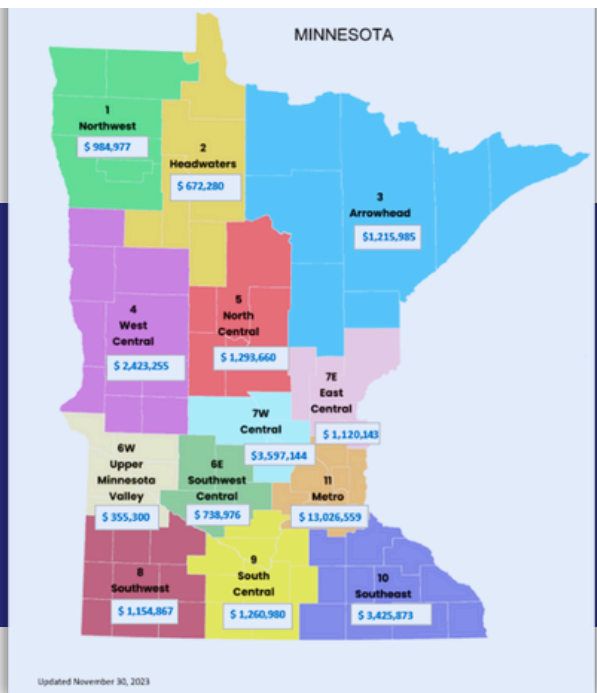 MINNESOTA
1
Northwest
$ 984,977
2
Headwaters
$ 672,280
3
Arrowhead
$1,215,985
4
West
Central
$ 2,423,255
5
North
Central
$ 1,293,660
7E
East
Central
$ 1,120,143
7W
Central
$3,597,144
6W
Upper
Minnesota
Valley
$ 355,300
6E
Southwest
Central
$ 738,976
11
Metro
$ 13,026,559
8
Southwest
$ 1,154,867
9
South
Central
$ 1,260,980
10
Southeast
$ 3,425,873
Updated November 30, 2023